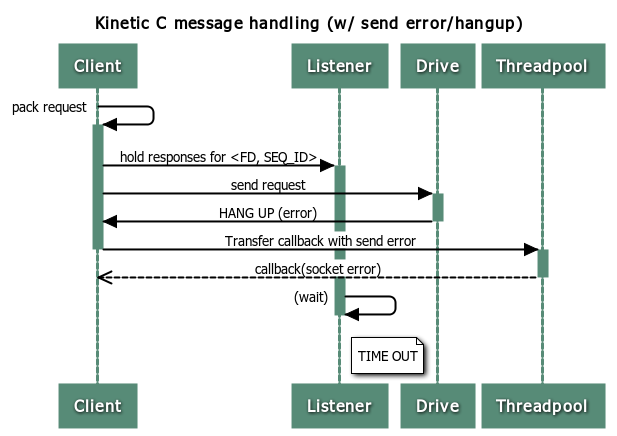 Kinetic C message handling (w/ send error/hangup)
Client
Listener
Drive
Threadpool
pack request
hold responses for <FD, SEQ_ID>
send request
HANG UP (error)
Transfer callback with send error
callback(socket error)
(wait)
TIME OUT
Client
Listener
Drive
Threadpool